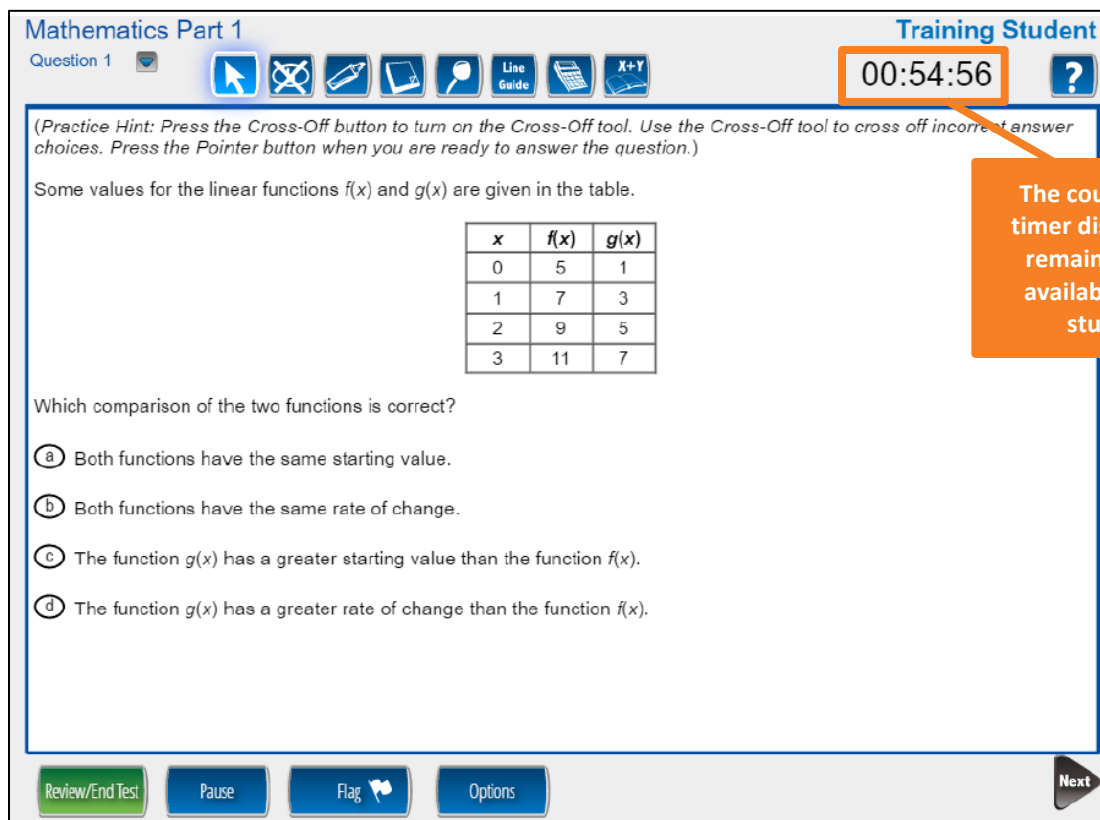 Mathematics Part 1
Training Student
Question 1
Line Guide
X+Y
00:54:56
?
(Practice Hint: Press the Cross-Off button to turn on the Cross-Off tool. Use the Cross-Off tool to cross off incorrect answer
choices. Press the Pointer button when you are ready to answer the question.)
Some values for the linear functions f(x) and g(x) are given in the table.
The
timer
available
x f(x) g(x)
0 5 1
1 7 3
2 9 5
3 11 7
Which comparison of the two functions is correct?
a Both functions have the same starting value.
b Both functions have the same rate of change.
c The function g(x) has a greater starting value than the function f(x).
d The function g(x) has a greater rate of change than the function f(x).
Review/End Test Pause Flag Options
Next